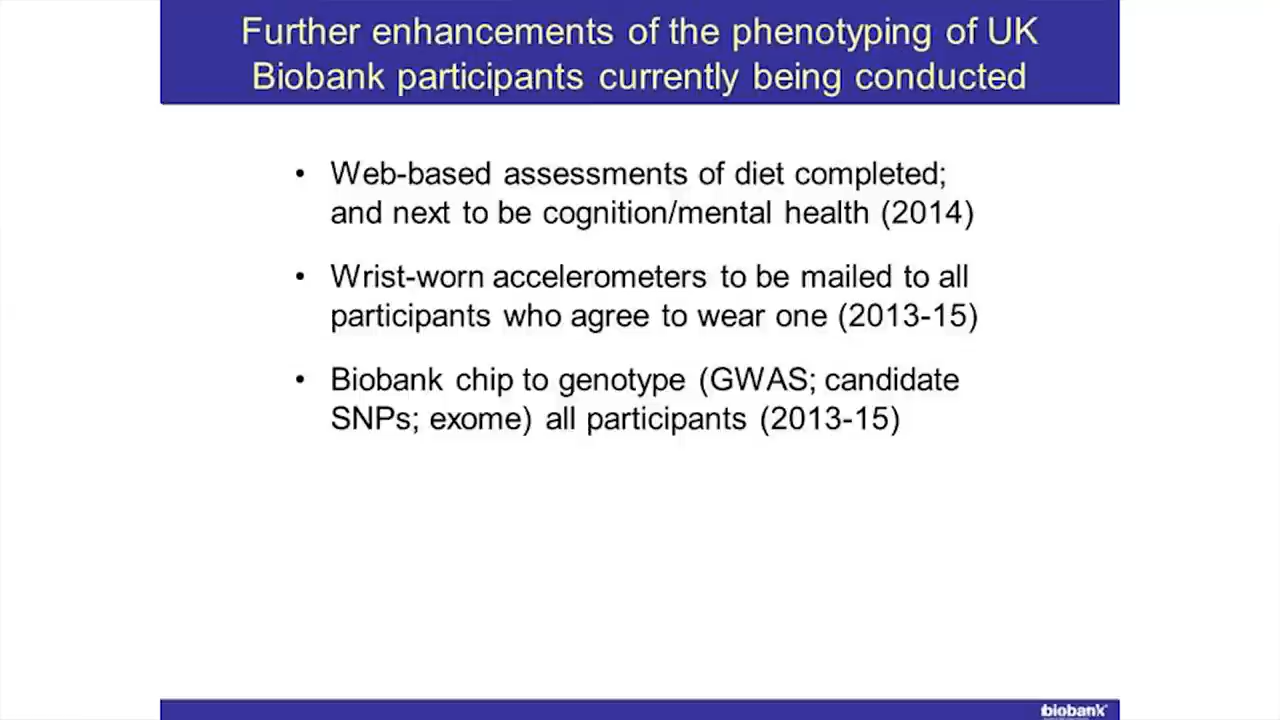 Further enhancements of the phenotyping of UK
Biobank participants currently being conducted
• Web-based assessments of diet completed;
and next to be cognition/mental health (2014)
• Wrist-worn accelerometers to be mailed to all
participants who agree to wear one (2013-15)
• Biobank chip to genotype (GWAS; candidate
SNPs; exome) all participants (2013-15)
biobank